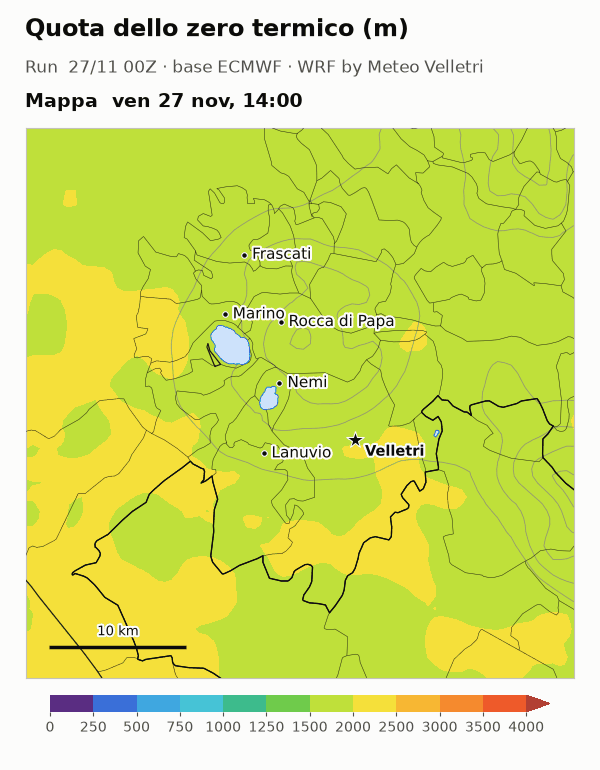 Quota dello zero termico (m)
Run  27/11 00Z · base ECMWF · WRF by Meteo Velletri
Mappa  ven 27 nov, 14:00
Frascati
Marino
Rocca di Papa
Nemi
Velletri
Lanuvio
10 km
0 250 500 750 1000 1250 1500 2000 2500 3000 3500 4000